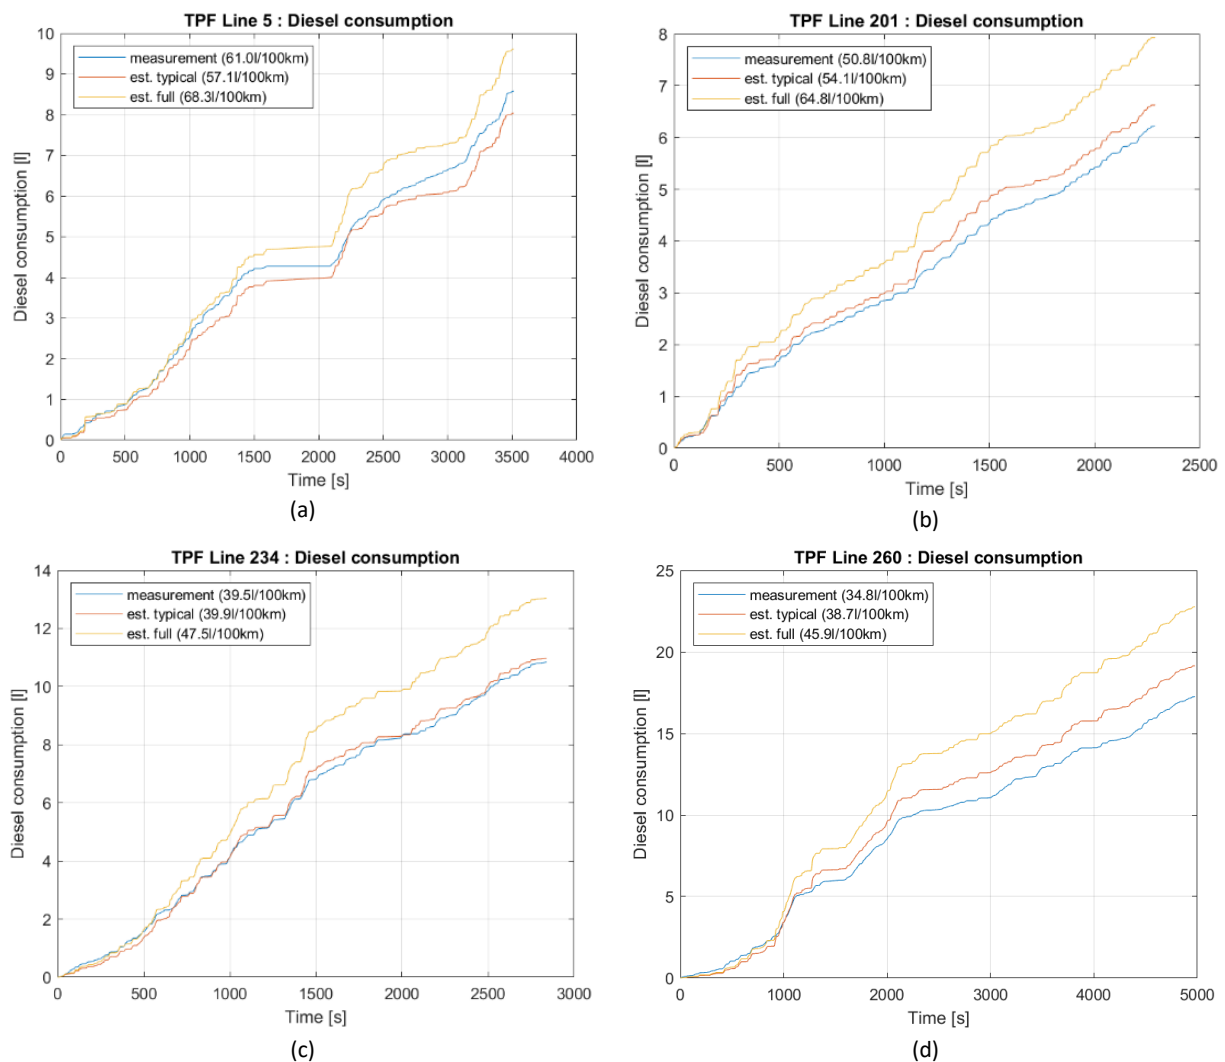 TPF Line 5 : Diesel consumption
10
9
8
7
6
5
4
3
2
1
0
measurement (61.0l/100km)
est. typical (57.1l/100km)
est. full (68.3l/100km)
Diesel consumption [l]
0 500 1000 1500 2000 2500 3000 3500 4000
Time [s]
(a)
TPF Line 201 : Diesel consumption
8
7
6
5
4
3
2
1
0
measurement (50.8l/100km)
est. typical (54.1l/100km)
est. full (64.8l/100km)
Diesel consumption [l]
0 500 1000 1500 2000 2500
Time [s]
(b)
TPF Line 234 : Diesel consumption
14
12
10
8
6
4
2
0
measurement (39.5l/100km)
est. typical (39.9l/100km)
est. full (47.5l/100km)
Diesel consumption [l]
0 500 1000 1500 2000 2500 3000
Time [s]
(c)
TPF Line 260 : Diesel consumption
25
20
15
10
5
0
measurement (34.8l/100km)
est. typical (38.7l/100km)
est. full (45.9l/100km)
Diesel consumption [l]
0 1000 2000 3000 4000 5000
Time [s]
(d)